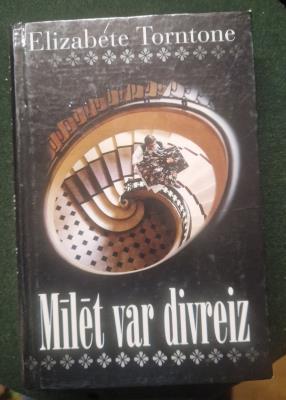 Elizabete Torntone
Mīlēt var divreiz